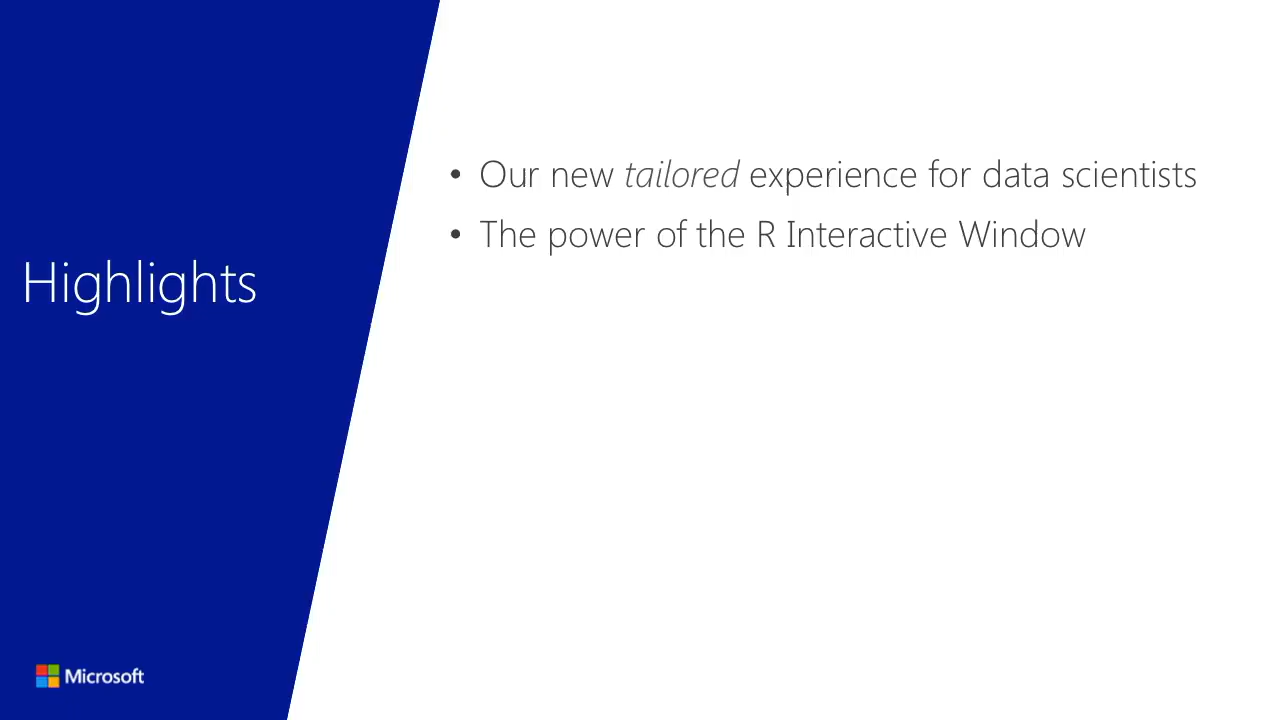 Highlights
• Our new tailored experience for data scientists
• The power of the R Interactive Window
Microsoft